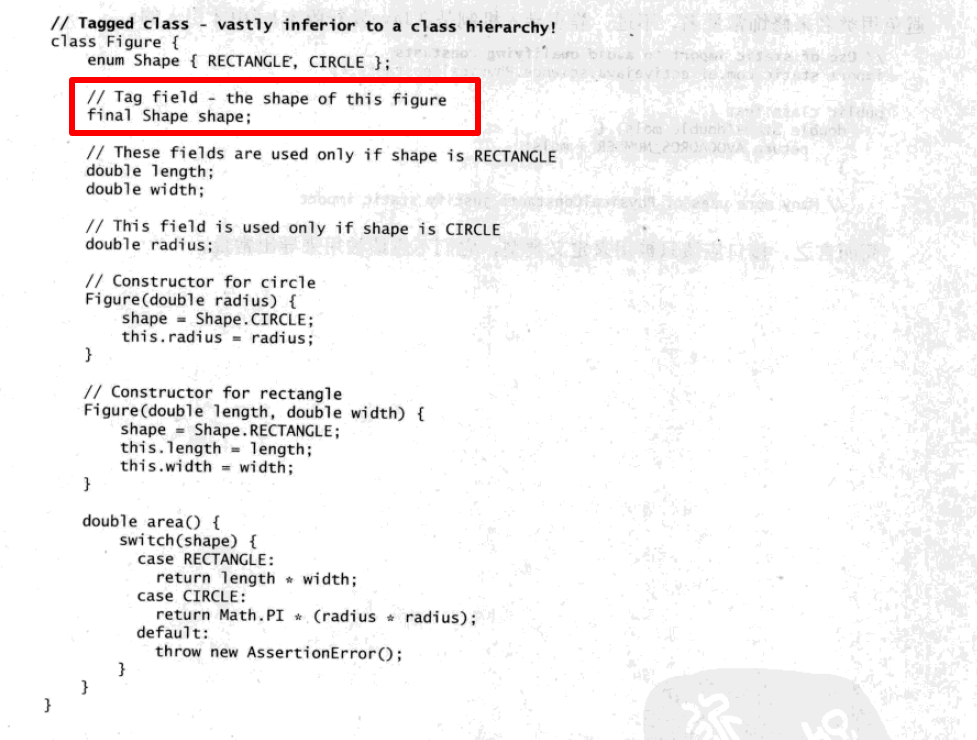 // Tagged class - vastly inferior to a class hierarchy!
class Figure {
enum Shape { RECTANGLE, CIRCLE };
// Tag field - the shape of this figure
final Shape shape;
// These fields are used only if shape is RECTANGLE
double length;
double width;
// This field is used only if shape is CIRCLE
double radius;
// Constructor for circle
Figure(double radius) {
shape = Shape.CIRCLE;
this.radius = radius;
}
// Constructor for rectangle
Figure(double length, double width) {
shape = Shape.RECTANGLE;
this.length = length;
this.width = width;
}
double area() {
switch(shape) {
case RECTANGLE:
return length * width;
case CIRCLE:
return Math.PI * (radius * radius);
default:
throw new AssertionError();
}
}
}